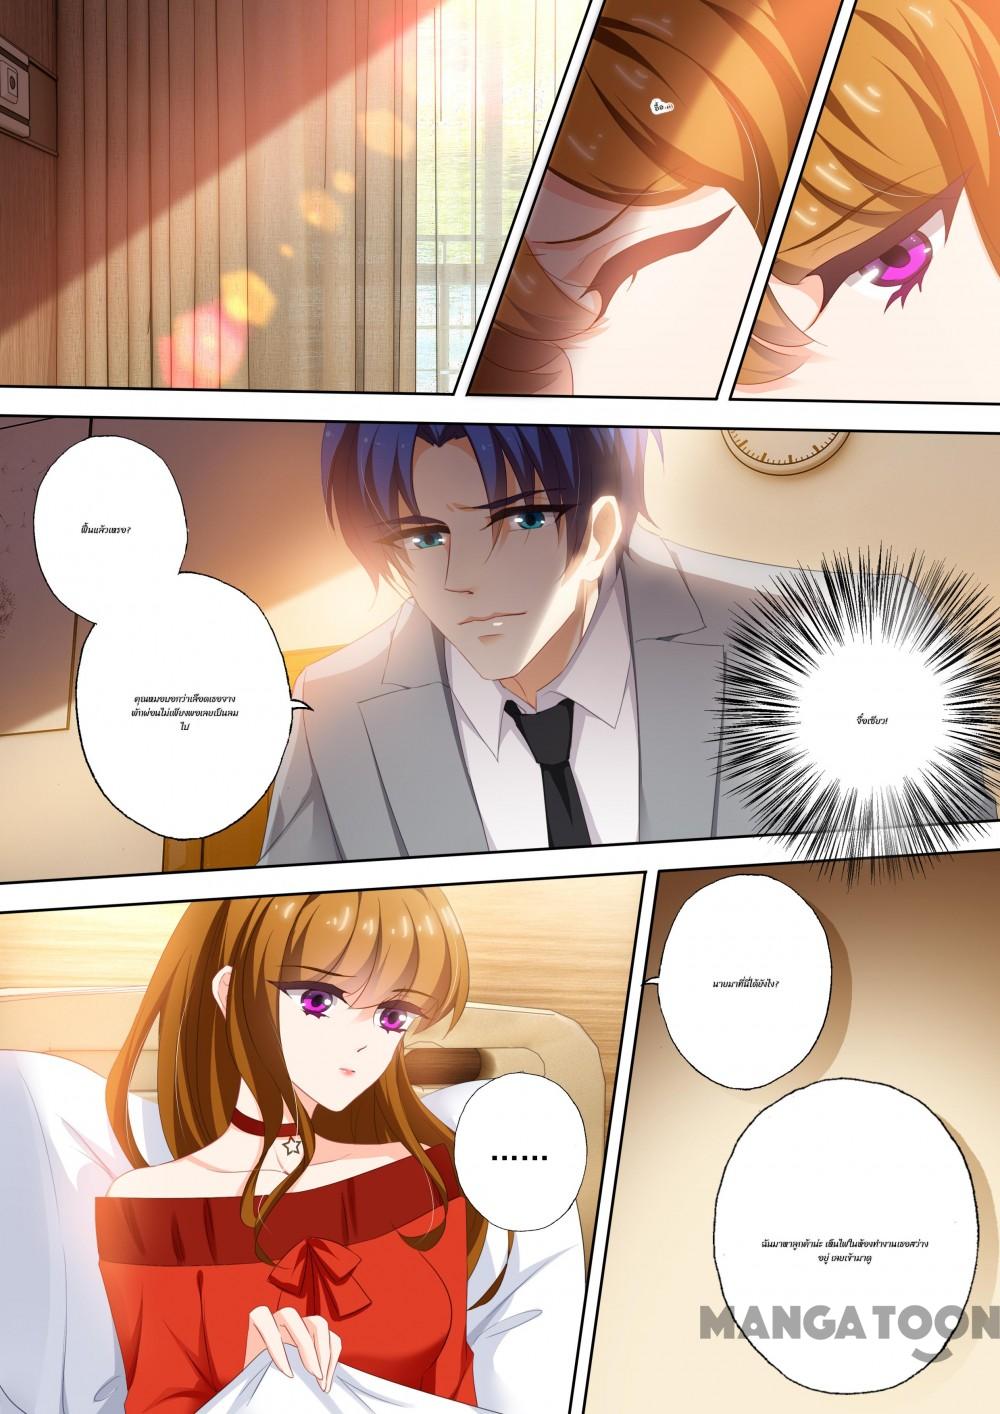 อื้อ...
ฟื้นแล้วเหรอ?
คุณหมอบอกว่าเลือดเธอจาง
พักผ่อนไม่เพียงพอเลยเป็นลม
ไป
จื้อเชียว!
นายมาที่นี่ได้ยังไง?
......
ฉันมาหาลูกค้าน่ะ เห็นไฟในห้องทำงานเธอสว่าง
อยู่ เลยเข้ามาดู
MANGATOON